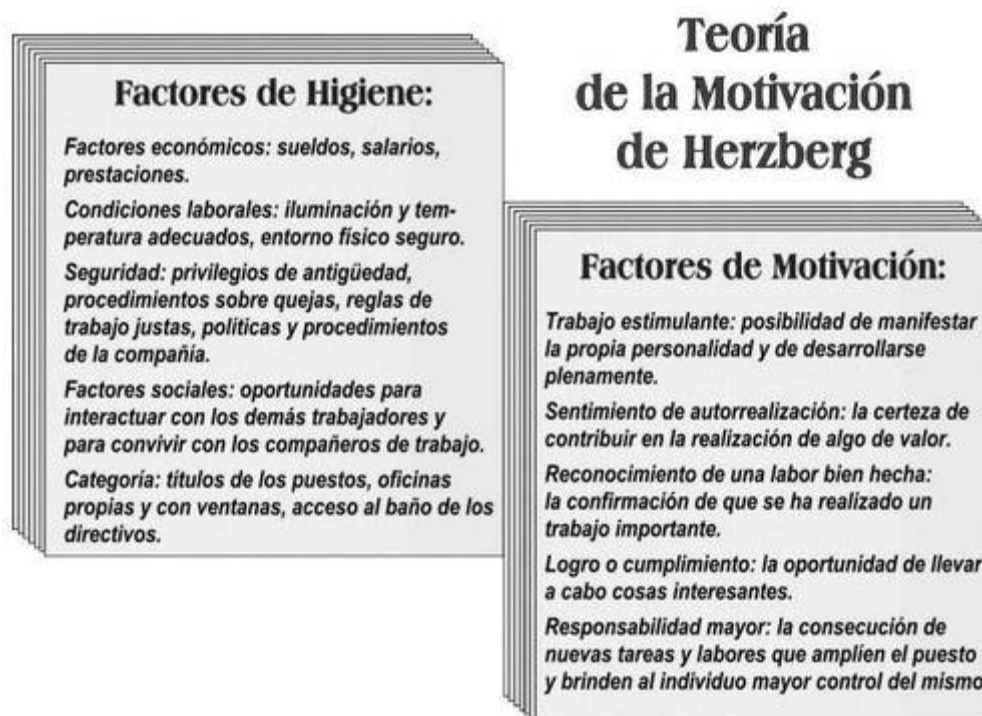 Teoría
de la Motivación
de Herzberg
Factores de Higiene:
Factores económicos: sueldos, salarios,
prestaciones.
Condiciones laborales: iluminación y tem-
peratura adecuados, entorno físico seguro.
Seguridad: privilegios de antigüedad,
procedimientos sobre quejas, reglas de
trabajo justas, políticas y procedimientos
de la compañía.
Factores sociales: oportunidades para
interactuar con los demás trabajadores y
para convivir con los compañeros de trabajo.
Categoría: títulos de los puestos, oficinas
propias y con ventanas, acceso al baño de los
directivos.
Factores de Motivación:
Trabajo estimulante: posibilidad de manifestar
la propia personalidad y de desarrollarse
plenamente.
Sentimiento de autorrealización: la certeza de
contribuir en la realización de algo de valor.
Reconocimiento de una labor bien hecha:
la confirmación de que se ha realizado un
trabajo importante.
Logro o cumplimiento: la oportunidad de llevar
a cabo cosas interesantes.
Responsabilidad mayor: la consecución de
nuevas tareas y labores que amplíen el puesto
y brinden al individuo mayor control del mismo